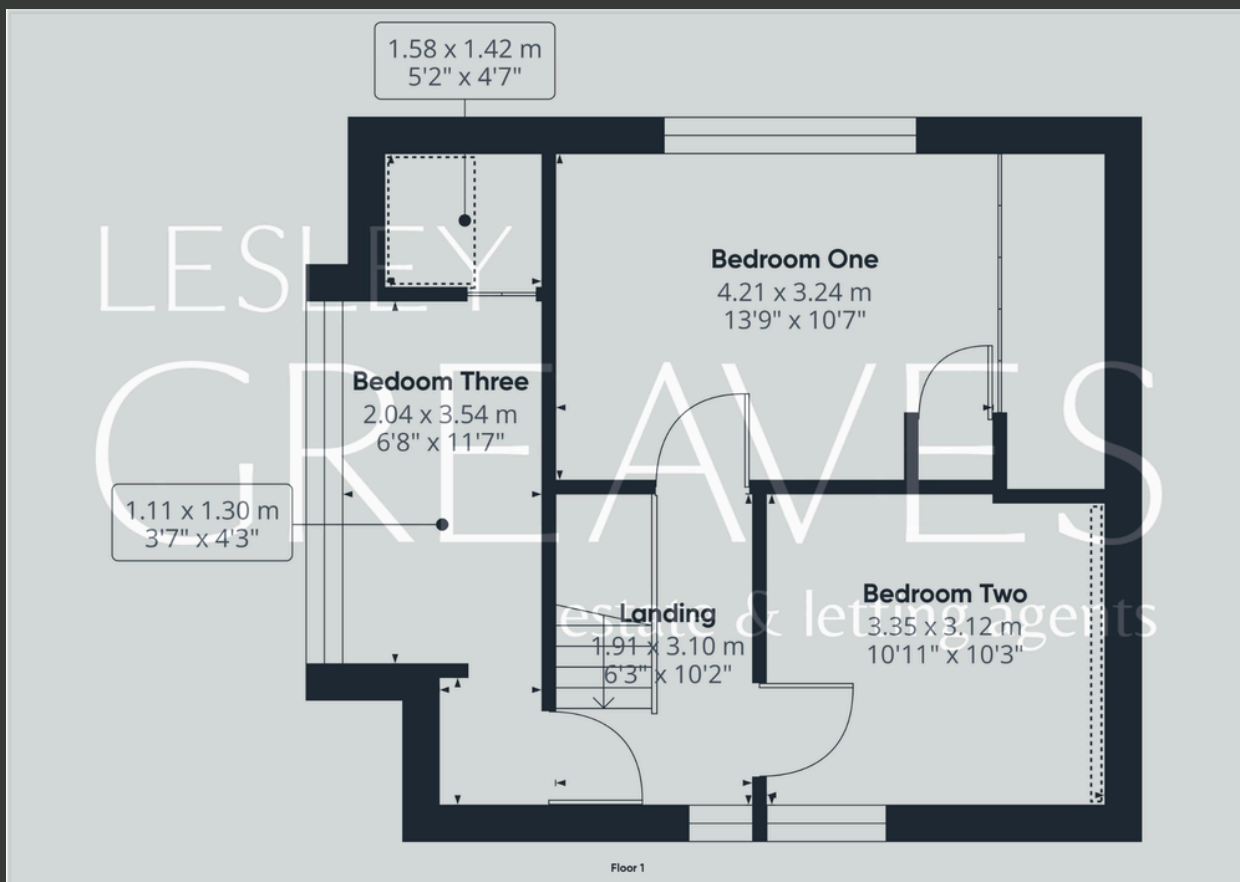 1.58 x 1.42 m
5'2" x 4'7"
LESLEY
GREAVES
estate & letting agents
Bedroom One
4.21 x 3.24 m
13'9" x 10'7"
Bedoom Three
2.04 x 3.54 m
6'8" x 11'7"
1.11 x 1.30 m
3'7" x 4'3"
Landing
1.91 x 3.10 m
6'3" x 10'2"
Bedroom Two
3.35 x 3.12 m
10'11" x 10'3"
Floor 1